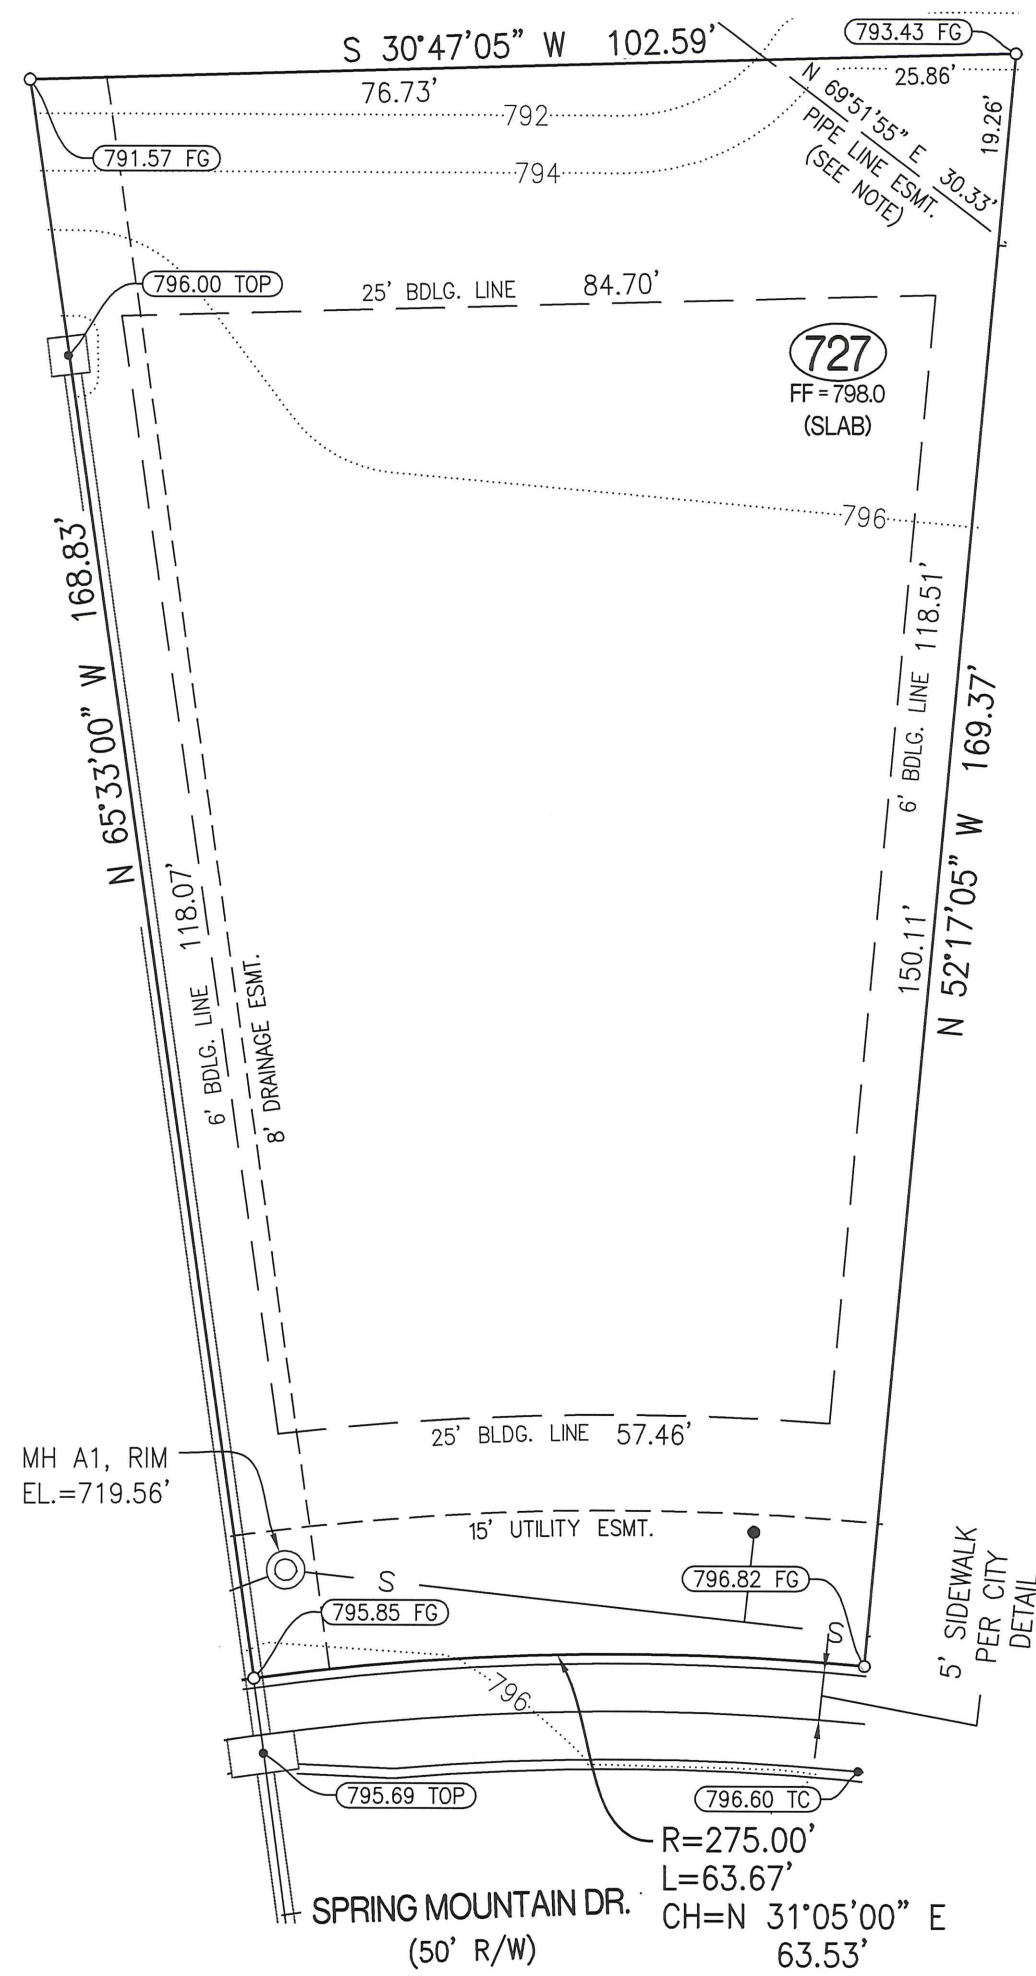 S 30°47'05" W 102.59'
793.43 FG
76.73'
25.86'
792
19.26'
N 69°51'55" E 30.33'
PIPE LINE ESMT.
(SEE NOTE)
791.57 FG
794
796.00 TOP
25' BDLG. LINE 84.70'
727
FF = 798.0
(SLAB)
796
N 65°33'00" W 168.83'
6' BDLG. LINE 118.51'
N 52°17'05" W 169.37'
150.11'
6' BDLG. LINE 118.07'
8' DRAINAGE ESMT.
25' BLDG. LINE 57.46'
MH A1, RIM
EL.=719.56'
15' UTILITY ESMT.
S
796.82 FG
795.85 FG
S
5' SIDEWALK
PER CITY
DETAIL
796
795.69 TOP
796.60 TC
R=275.00'
L=63.67'
CH=N 31°05'00" E
63.53'
SPRING MOUNTAIN DR.
(50' R/W)